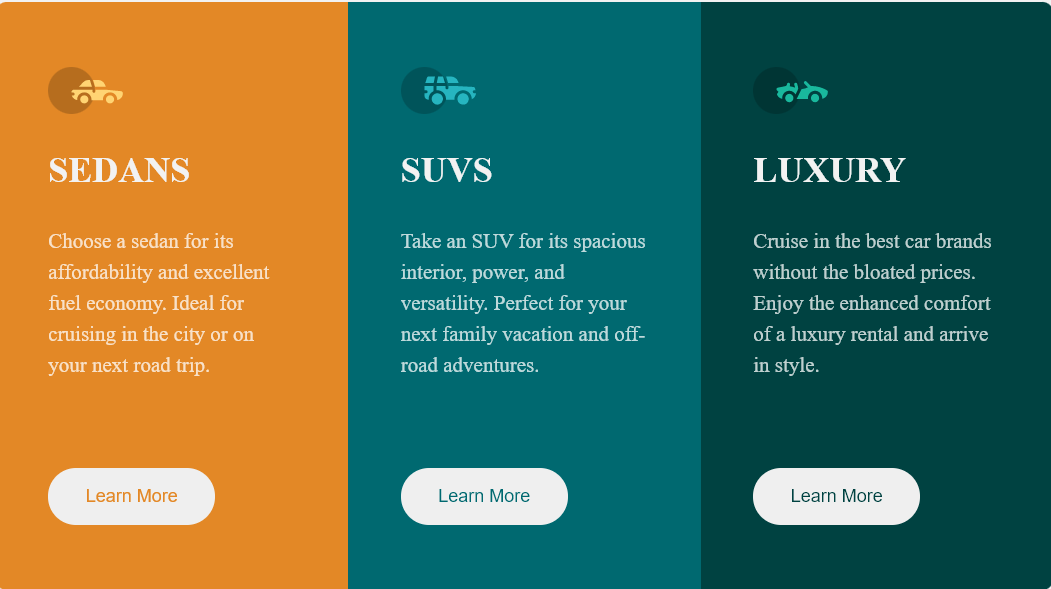 SEDANS
Choose a sedan for its
affordability and excellent
fuel economy. Ideal for
cruising in the city or on
your next road trip.
Learn More
SUVS
Take an SUV for its spacious
interior, power, and
versatility. Perfect for your
next family vacation and off-
road adventures.
Learn More
LUXURY
Cruise in the best car brands
without the bloated prices.
Enjoy the enhanced comfort
of a luxury rental and arrive
in style.
Learn More